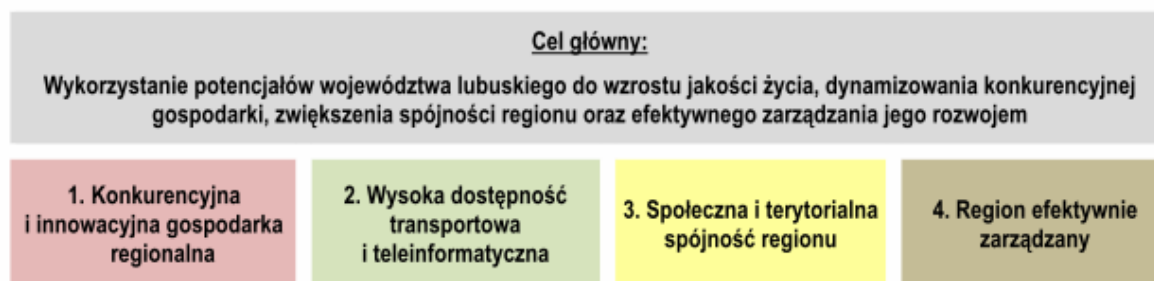 Cel główny:
Wykorzystanie potencjałów województwa lubuskiego do wzrostu jakości życia, dynamizowania konkurencyjnej
gospodarki, zwiększenia spójności regionu oraz efektywnego zarządzania jego rozwojem
1. Konkurencyjna
i innowacyjna gospodarka
regionalna
2. Wysoka dostępność
transportowa
i teleinformatyczna
3. Społeczna i terytorialna
spójność regionu
4. Region efektywnie
zarządzany